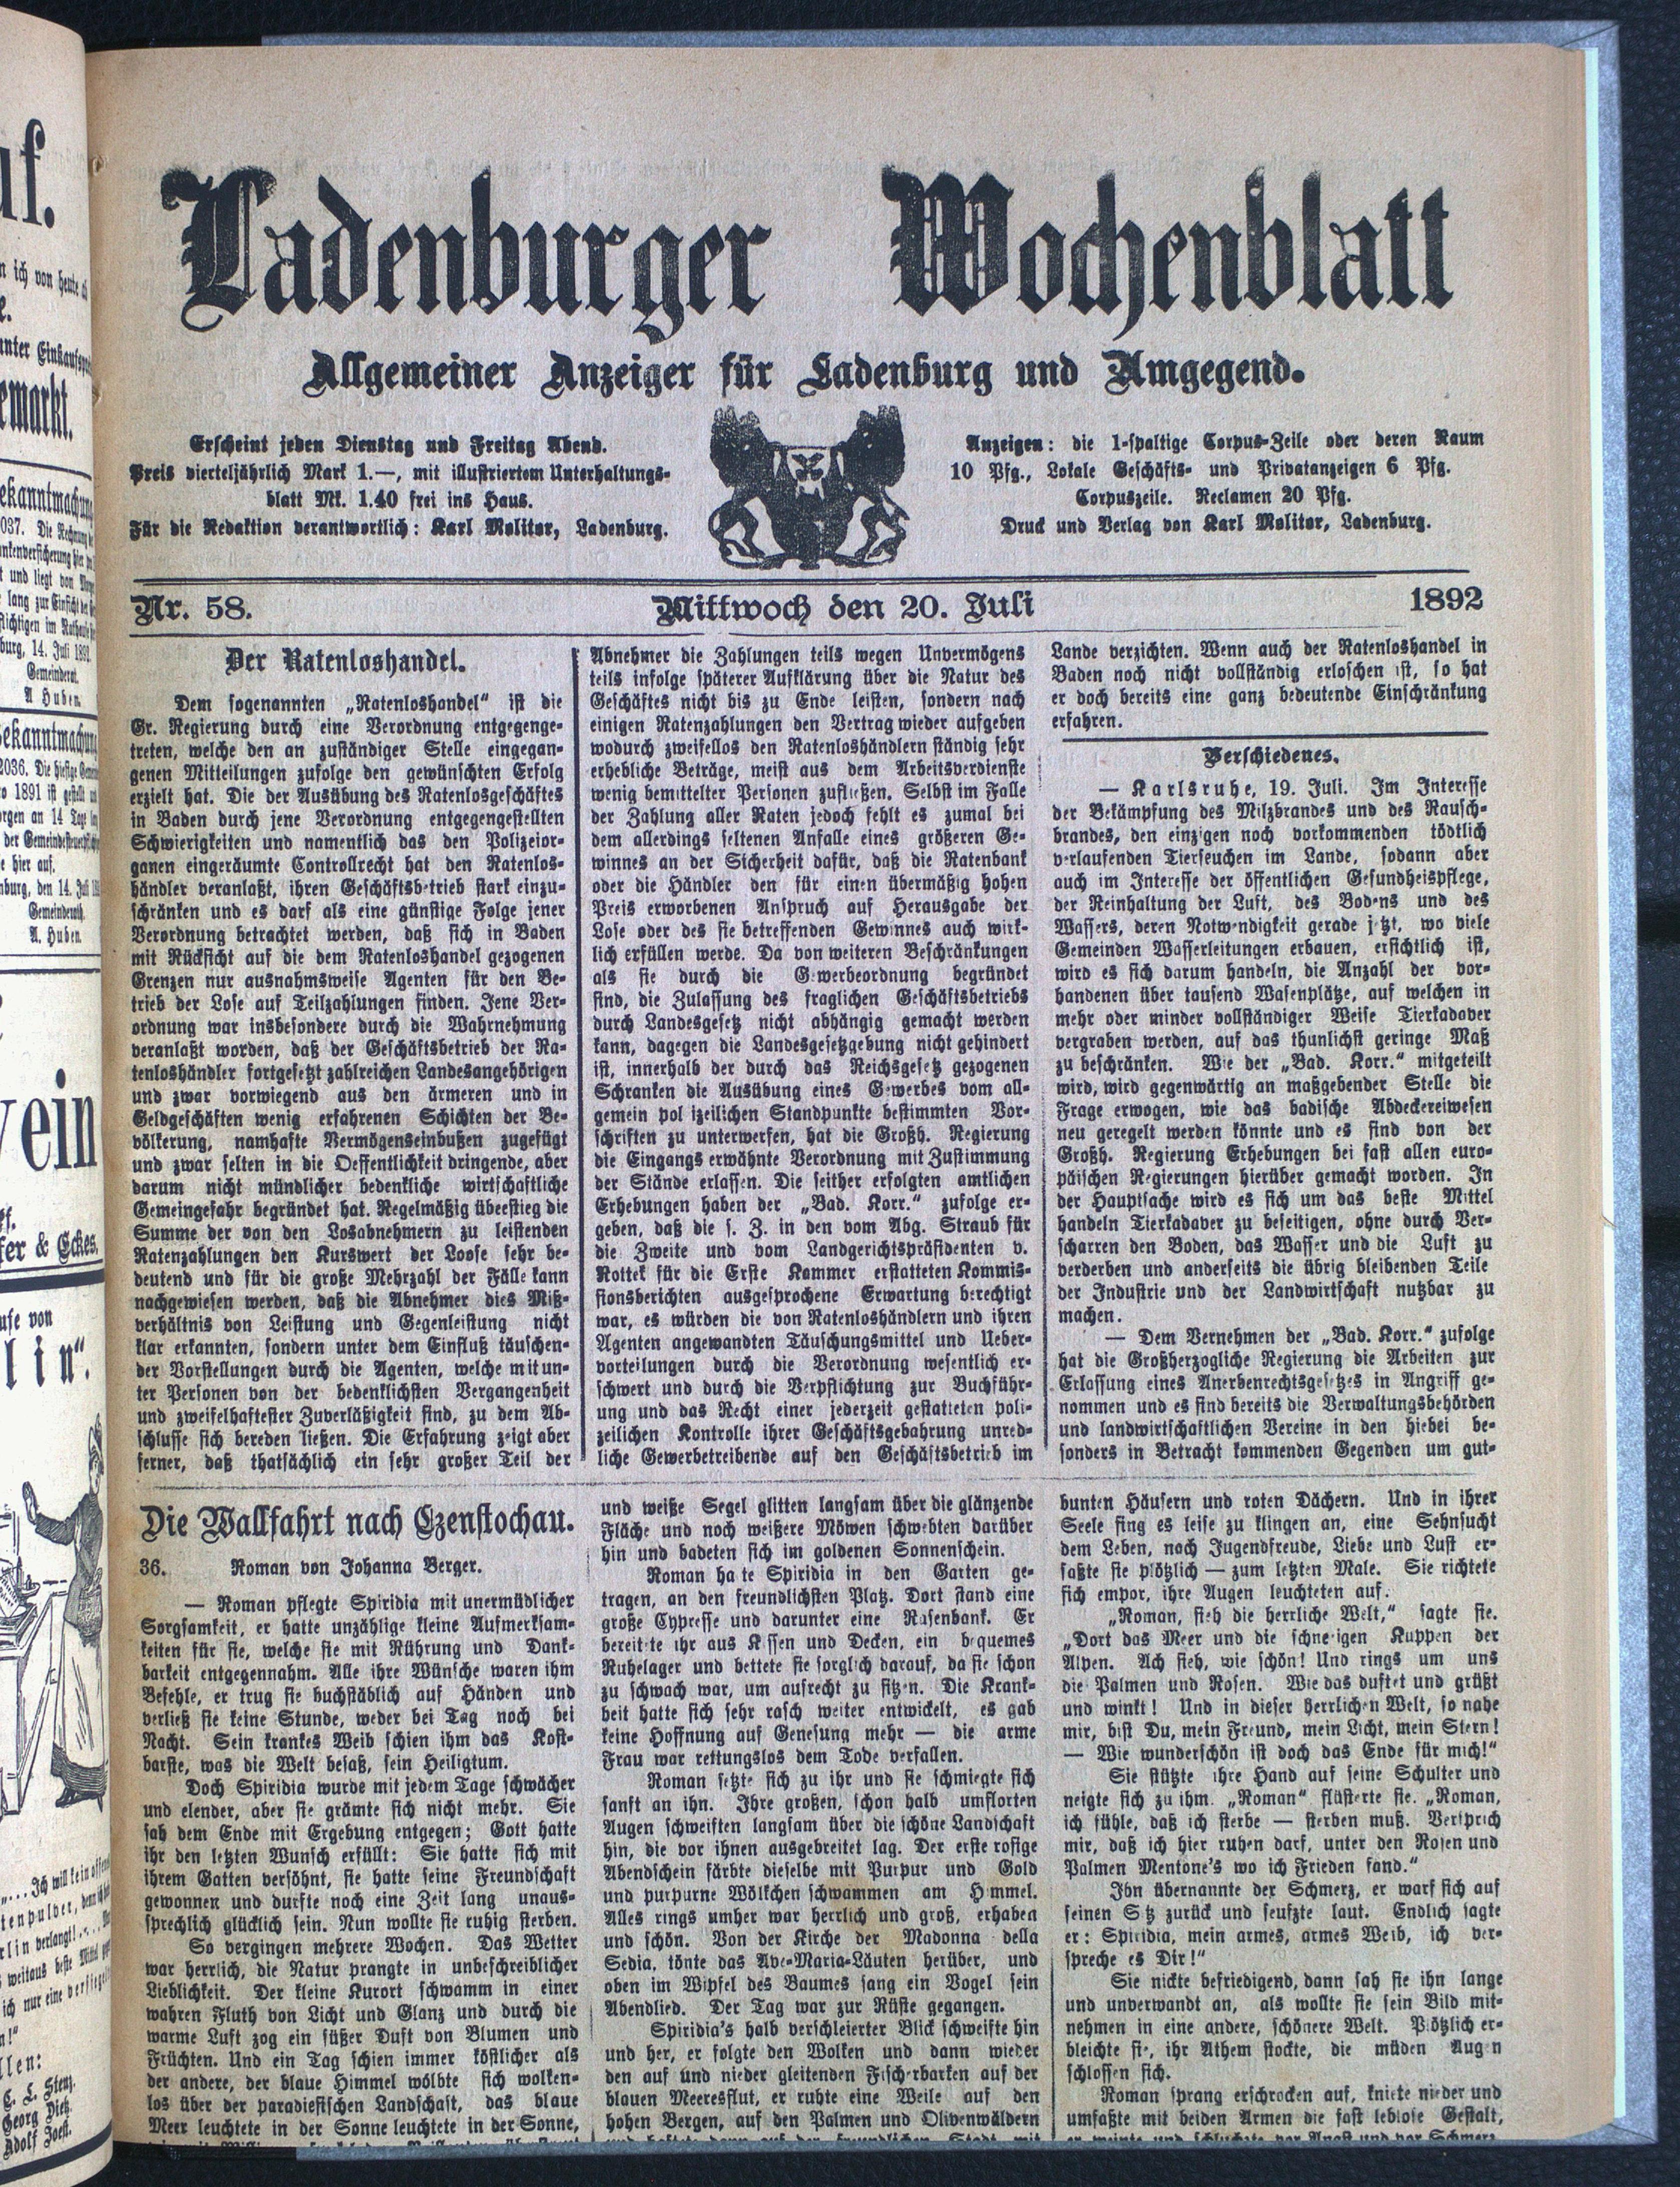 Ladenburger Wochenblatt
Allgemeiner Anzeiger für Ladenburg und Umgegend.
Erscheint jeden Dienstag und Freitag Abend.
Preis vierteljährlich Mark 1.—, mit illustriertem Unterhaltungs-
blatt Mk. 1.40 frei ins Haus.
Für die Redaktion verantwortlich: Karl Molitor, Ladenburg.
Anzeigen: die 1-spaltige Corpus-Zeile oder deren Raum
10 Pfg., Lokale Geschäfts- und Privatanzeigen 6 Pfg.
Corpuszeile. Reclamen 20 Pfg.
Druck und Verlag von Karl Molitor, Ladenburg.
Nr. 58.
Mittwoch den 20. Juli
1892
Der Ratenloshandel.
Dem sogenannten „Ratenloshandel“ ist die
Gr. Regierung durch eine Verordnung entgegenge-
treten, welche den an zuständiger Stelle eingegan-
genen Mitteilungen zufolge den gewünschten Erfolg
erzielt hat. Die der Ausübung des Ratenlosgeschäftes
in Baden durch jene Verordnung entgegengestellten
Schwierigkeiten und namentlich das den Polizeior-
ganen eingeräumte Controllrecht hat den Ratenlos-
händler veranlaßt, ihren Geschäftsbetrieb stark einzu-
schränken und es darf als eine günstige Folge jener
Verordnung betrachtet werden, daß sich in Baden
mit Rücksicht auf die dem Ratenloshandel gezogenen
Grenzen nur ausnahmsweise Agenten für den Be-
trieb der Lose auf Teilzahlungen finden. Jene Ver-
ordnung war insbesondere durch die Wahrnehmung
veranlaßt worden, daß der Geschäftsbetrieb der Ra-
tenloshändler fortgesetzt zahlreichen Landesangehörigen
und zwar vorwiegend aus den ärmeren und in
Geldgeschäften wenig erfahrenen Schichten der Be-
völkerung, namhafte Vermögenseinbußen zugefügt
und zwar selten in die Oeffentlichkeit dringende, aber
darum nicht mündlicher bedenkliche wirtschaftliche
Gemeingefahr begründet hat. Regelmäßig übeestieg die
Summe der von den Losabnehmern zu leistenden
Ratenzahlungen den Kurswert der Loose sehr be-
deutend und für die große Mehrzahl der Fälle kann
nachgewiesen werden, daß die Abnehmer dies Miß-
verhältnis von Leistung und Gegenleistung nicht
klar erkannten, sondern unter dem Einfluß täuschen-
der Vorstellungen durch die Agenten, welche mitun-
ter Personen von der bedenklichsten Vergangenheit
und zweifelhaftester Zuverläßigkeit sind, zu dem Ab-
schlusse sich bereden ließen. Die Erfahrung zeigt aber
ferner, daß thatsächlich ein sehr großer Teil der
Abnehmer die Zahlungen teils wegen Unvermögens
teils infolge späterer Aufklärung über die Natur des
Geschäftes nicht bis zu Ende leisten, sondern nach
einigen Ratenzahlungen den Vertrag wieder aufgeben
wodurch zweifellos den Ratenloshändlern ständig sehr
erhebliche Beträge, meist aus dem Arbeitsverdienste
wenig bemittelter Personen zufließen. Selbst im Falle
der Zahlung aller Raten jedoch fehlt es zumal bei
dem allerdings seltenen Anfalle eines größeren Ge-
winnes an der Sicherheit dafür, daß die Ratenbank
oder die Händler den für einen übermäßig hohen
Preis erworbenen Anspruch auf Herausgabe der
Lose oder des sie betreffenden Gewinnes auch wirk-
lich erfüllen werde. Da von weiteren Beschränkungen
als sie durch die Gewerbeordnung begründet
sind, die Zulassung des fraglichen Geschäftsbetriebs
durch Landesgesetz nicht abhängig gemacht werden
kann, dagegen die Landesgesetzgebung nicht gehindert
ist, innerhalb der durch das Reichsgesetz gezogenen
Schranken die Ausübung eines Gewerbes vom all-
gemein pol izeilichen Standpunkte bestimmten Vor-
schriften zu unterwerfen, hat die Großh. Regierung
die Eingangs erwähnte Verordnung mit Zustimmung
der Stände erlassen. Die seither erfolgten amtlichen
Erhebungen haben der „Bad. Korr.“ zufolge er-
geben, daß die s. Z. in den vom Abg. Straub für
die Zweite und vom Landgerichtspräsidenten v.
Rottek für die Erste Kammer erstatteten Kommis-
sionsberichten ausgesprochene Erwartung berechtigt
war, es würden die von Ratenloshändlern und ihren
Agenten angewandten Täuschungsmittel und Ueber-
vorteilungen durch die Verordnung wesentlich er-
schwert und durch die Verpflichtung zur Buchführ-
ung und das Recht einer jederzeit gestatteten poli-
zeilichen Kontrolle ihrer Geschäftsgebahrung unred-
liche Gewerbetreibende auf den Geschäftsbetrieb im
Lande verzichten. Wenn auch der Ratenloshandel in
Baden noch nicht vollständig erloschen ist, so hat
er doch bereits eine ganz bedeutende Einschränkung
erfahren.
Verschiedenes.
— Karlsruhe, 19. Juli. Im Interesse
der Bekämpfung des Milzbrandes und des Rausch-
brandes, den einzigen noch vorkommenden tödtlich
verlaufenden Tierseuchen im Lande, sodann aber
auch im Interesse der öffentlichen Gesundheispflege,
der Reinhaltung der Luft, des Bodens und des
Wassers, deren Notwendigkeit gerade jetzt, wo viele
Gemeinden Wasserleitungen erbauen, ersichtlich ist,
wird es sich darum handeln, die Anzahl der vor-
handenen über tausend Wasenplätze, auf welchen in
mehr oder minder vollständiger Weise Tierkadaver
vergraben werden, auf das thunlichst geringe Maß
zu beschränken. Wie der „Bad. Korr.“ mitgeteilt
wird, wird gegenwärtig an maßgebender Stelle die
Frage erwogen, wie das badische Abdeckereiwesen
neu geregelt werden könnte und es sind von der
Großh. Regierung Erhebungen bei fast allen euro-
päischen Regierungen hierüber gemacht worden. In
der Hauptsache wird es sich um das beste Mittel
handeln Tierkadaver zu beseitigen, ohne durch Ver-
scharren den Boden, das Wasser und die Luft zu
verderben und anderseits die übrig bleibenden Teile
der Industrie und der Landwirtschaft nutzbar zu
machen.
— Dem Vernehmen der „Bad. Korr.“ zufolge
hat die Großherzogliche Regierung die Arbeiten zur
Erlassung eines Anerbenrechtsgesetzes in Angriff ge-
nommen und es sind bereits die Verwaltungsbehörden
und landwirtschaftlichen Vereine in den hiebei be-
sonders in Betracht kommenden Gegenden um gut-
Die Wallfahrt nach Czenstochau.
36. Roman von Johanna Berger.
— Roman pflegte Spiridia mit unermüdlicher
Sorgsamkeit, er hatte unzählige kleine Aufmerksam-
keiten für sie, welche sie mit Rührung und Dank-
barkeit entgegennahm. Alle ihre Wünsche waren ihm
Befehle, er trug sie buchstäblich auf Händen und
verließ sie keine Stunde, weder bei Tag noch bei
Nacht. Sein krankes Weib schien ihm das Kost-
barste, was die Welt besaß, sein Heiligtum.
Doch Spiridia wurde mit jedem Tage schwächer
und elender, aber sie grämte sich nicht mehr. Sie
sah dem Ende mit Ergebung entgegen; Gott hatte
ihr den letzten Wunsch erfüllt: Sie hatte sich mit
ihrem Gatten versöhnt, sie hatte seine Freundschaft
gewonnen und durfte noch eine Zeit lang unaus-
sprechlich glücklich sein. Nun wollte sie ruhig sterben.
So vergingen mehrere Wochen. Das Wetter
war herrlich, die Natur prangte in unbeschreiblicher
Lieblichkeit. Der kleine Kurort schwamm in einer
wahren Fluth von Licht und Glanz und durch die
warme Luft zog ein süßer Duft von Blumen und
Früchten. Und ein Tag schien immer köstlicher als
der andere, der blaue Himmel wölbte sich wolken-
los über der paradiesischen Landschaft, das blaue
Meer leuchtete in der Sonne leuchtete in der Sonne,
und weiße Segel glitten langsam über die glänzende
Fläche und noch weißere Möwen schwebten darüber
hin und badeten sich im goldenen Sonnenschein.
Roman ha te Spiridia in den Garten ge-
tragen, an den freundlichsten Platz. Dort stand eine
große Cypresse und darunter eine Rasenbank. Er
bereitete ihr aus Kissen und Decken, ein bequemes
Ruhelager und bettete sie sorglich darauf, da sie schon
zu schwach war, um aufrecht zu sitzen. Die Krank-
heit hatte sich sehr rasch weiter entwickelt, es gab
keine Hoffnung auf Genesung mehr — die arme
Frau war rettungslos dem Tode verfallen.
Roman setzte sich zu ihr und sie schmiegte sich
sanft an ihn. Ihre großen, schon halb umflorten
Augen schweiften langsam über die schöne Landschaft
hin, die vor ihnen ausgebreitet lag. Der erste rosige
Abendschein färbte dieselbe mit Purpur und Gold
und purpurne Wölkchen schwammen am Himmel.
Alles rings umher war herrlich und groß, erhaben
und schön. Von der Kirche der Madonna della
Sedia, tönte das Ave-Maria-Läuten herüber, und
oben im Wipfel des Baumes sang ein Vogel sein
Abendlied. Der Tag war zur Rüste gegangen.
Spiridia's halb verschleierter Blick schweifte hin
und her, er folgte den Wolken und dann wieder
den auf und nieder gleitenden Fischerbarken auf der
blauen Meeresflut, er ruhte eine Weile auf den
hohen Bergen, auf den Palmen und Olivenwäldern
bunten Häusern und roten Dächern. Und in ihrer
Seele fing es leise zu klingen an, eine Sehnsucht
dem Leben, nach Jugendfreude, Liebe und Lust er-
faßte sie plötzlich — zum letzten Male. Sie richtete
sich empor, ihre Augen leuchteten auf.
„Roman, sieh die herrliche Welt,“ sagte sie.
„Dort das Meer und die schneeigen Kuppen der
Alpen. Ach sieh, wie schön! Und rings um uns
die Palmen und Rosen. Wie das duftet und grüßt
und winkt! Und in dieser herrlichen Welt, so nahe
mir, bist Du, mein Freund, mein Licht, mein Stern!
— Wie wunderschön ist doch das Ende für mich!“
Sie stützte ihre Hand auf seine Schulter und
neigte sich zu ihm. „Roman“ flüsterte sie. „Roman,
ich fühle, daß ich sterbe — sterben muß. Versprich
mir, daß ich hier ruhen darf, unter den Rosen und
Palmen Mentone's wo ich Frieden fand.“
Ihn übernannte der Schmerz, er warf sich auf
seinen Sitz zurück und seufzte laut. Endlich sagte
er: Spiridia, mein armes, armes Weib, ich ver-
spreche es Dir!“
Sie nickte befriedigend, dann sah sie ihn lange
und unverwandt an, als wollte sie sein Bild mit-
nehmen in eine andere, schönere Welt. Plötzlich er-
bleichte sie, ihr Athem stockte, die müden Augen
schlossen sich.
Roman sprang erschrocken auf, kniete nieder und
umfaßte mit beiden Armen die fast leblose Gestalt,
er weinte und schluchzte vor Angst und vor Schmerz